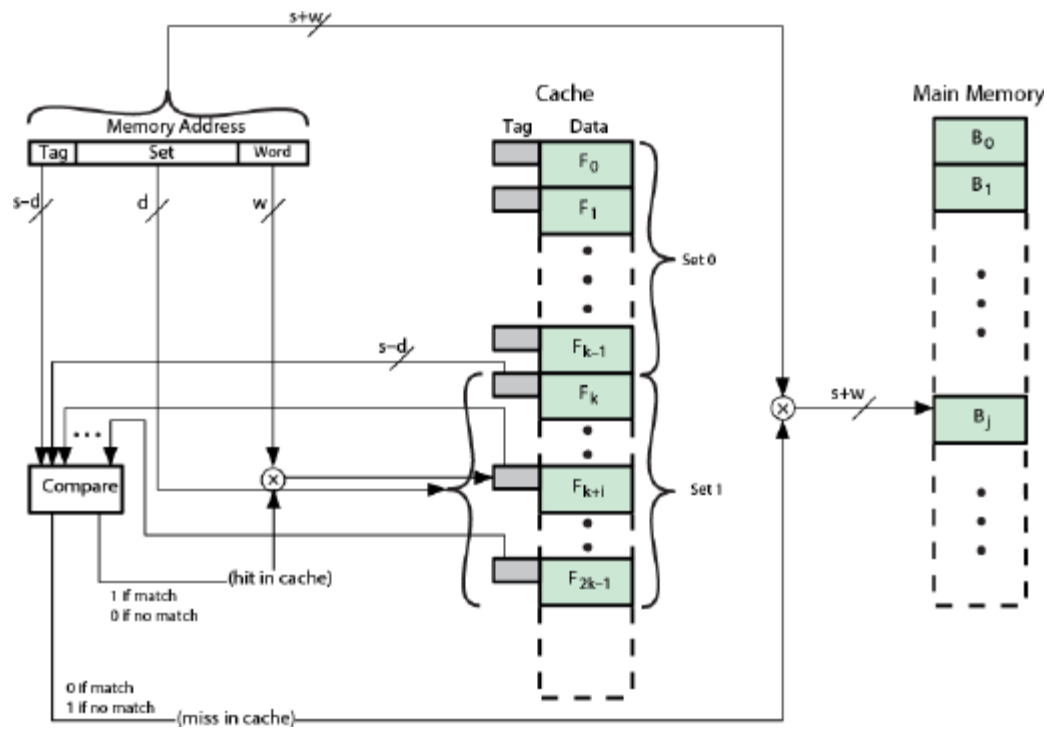 s+w
Cache
Main Memory
Memory Address
Tag Data
Tag Set Word
F0
B0
B1
s−d d w
F1
Set 0
s−d
Fk−1
Fk
s+w
Bj
Compare
Fk+i
Set 1
(hit in cache)
F2k−1
1 if match
0 if no match
0 if match
1 if no match
(miss in cache)